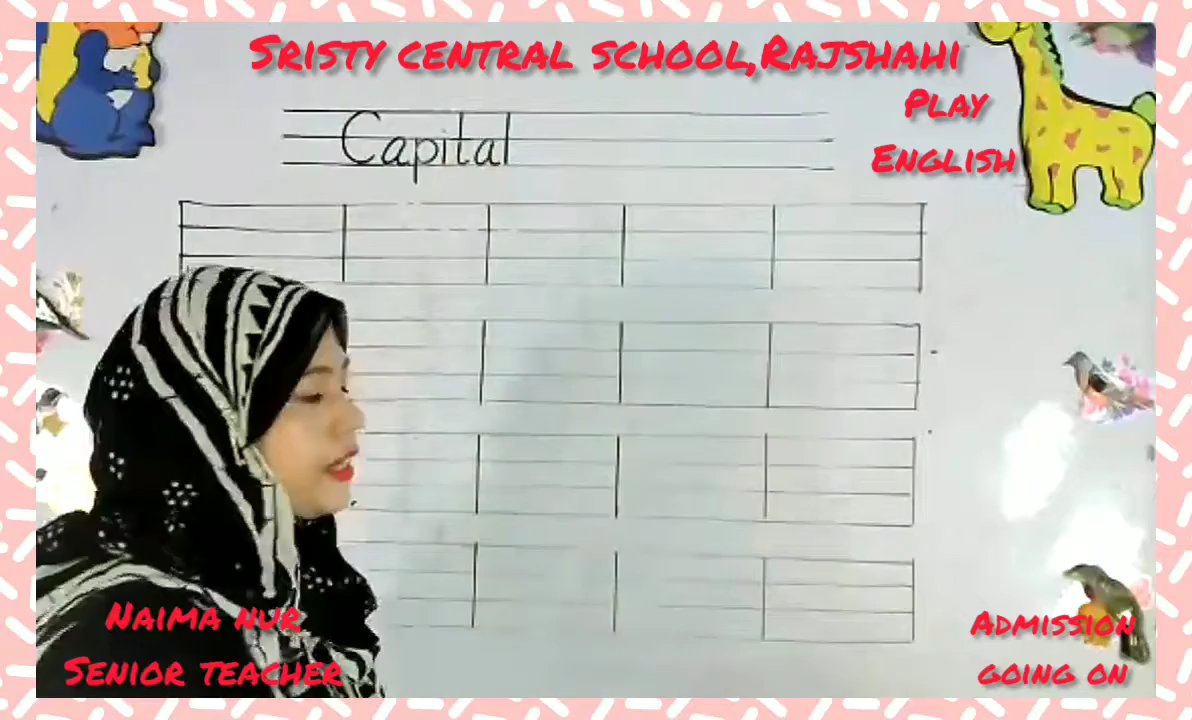 Sristy central school,Rajshahi
Play
English
Capital
Naima nur
Senior teacher
Admission
going on